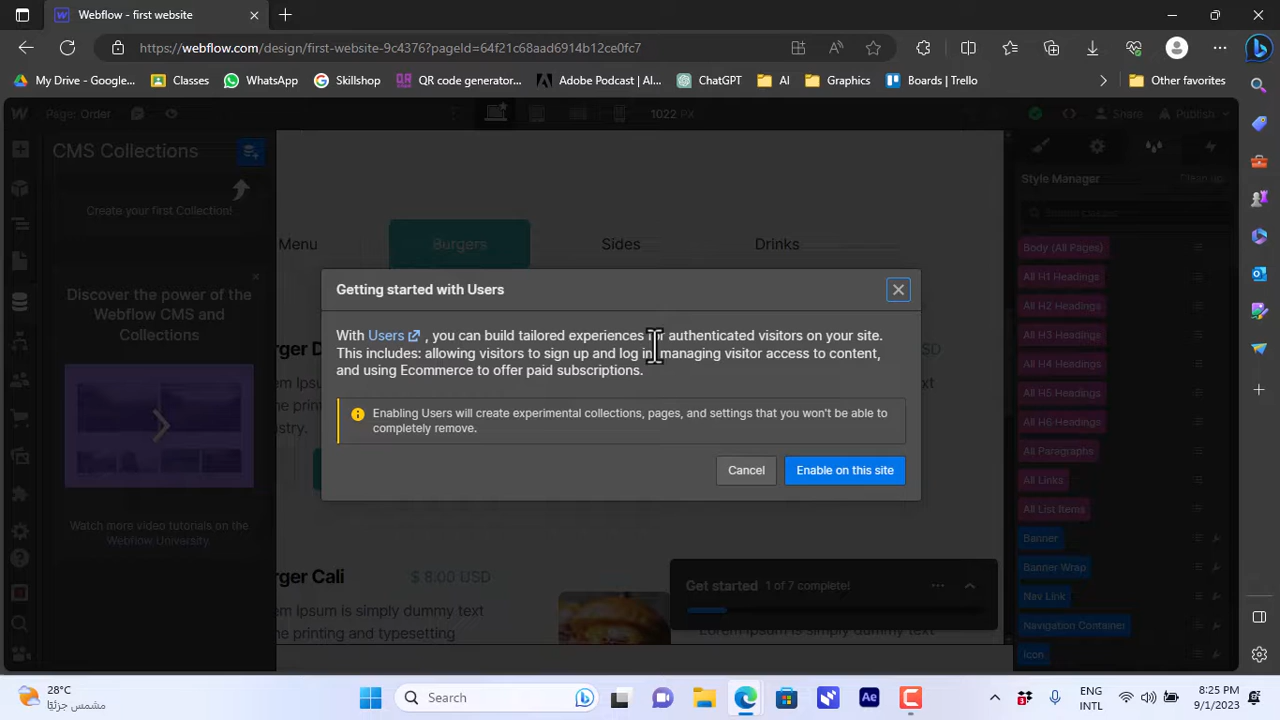 Webflow - first website
https://webflow.com/design/first-website-9c4376?pageId=64f21c68aad6914b12ce0fc7
My Drive - Google...
Classes
WhatsApp
Skillshop
QR code generator...
Adobe Podcast | Al...
ChatGPT
AI
Graphics
Boards | Trello
Other favorites
Page: Order
1022 PX
Share
Publish
CMS Collections
Create your first Collection!
Discover the power of the
Webflow CMS and
Collections
Watch more video tutorials on the
Webflow University.
Menu
Burgers
Sides
Drinks
Getting started with Users
With Users , you can build tailored experiences for authenticated visitors on your site.
This includes: allowing visitors to sign up and log in, managing visitor access to content,
and using Ecommerce to offer paid subscriptions.
Enabling Users will create experimental collections, pages, and settings that you won't be able to
completely remove.
Cancel
Enable on this site
Cali
$ 8.00 USD
Ipsum is simply dummy text
the printing and typesetting
Get started 1 of 7 complete!
Lorem Ipsum is simply dummy
Style Manager
Clean up
Body (All Pages)
All H1 Headings
All H2 Headings
All H3 Headings
All H4 Headings
All H5 Headings
All H6 Headings
All Paragraphs
All Links
All List Items
Banner
Banner Wrap
Nav Link
Navigation Container
Icon
28°C
مشمس جزئيًا
Search
ENG
INTL
8:25 PM
9/1/2023